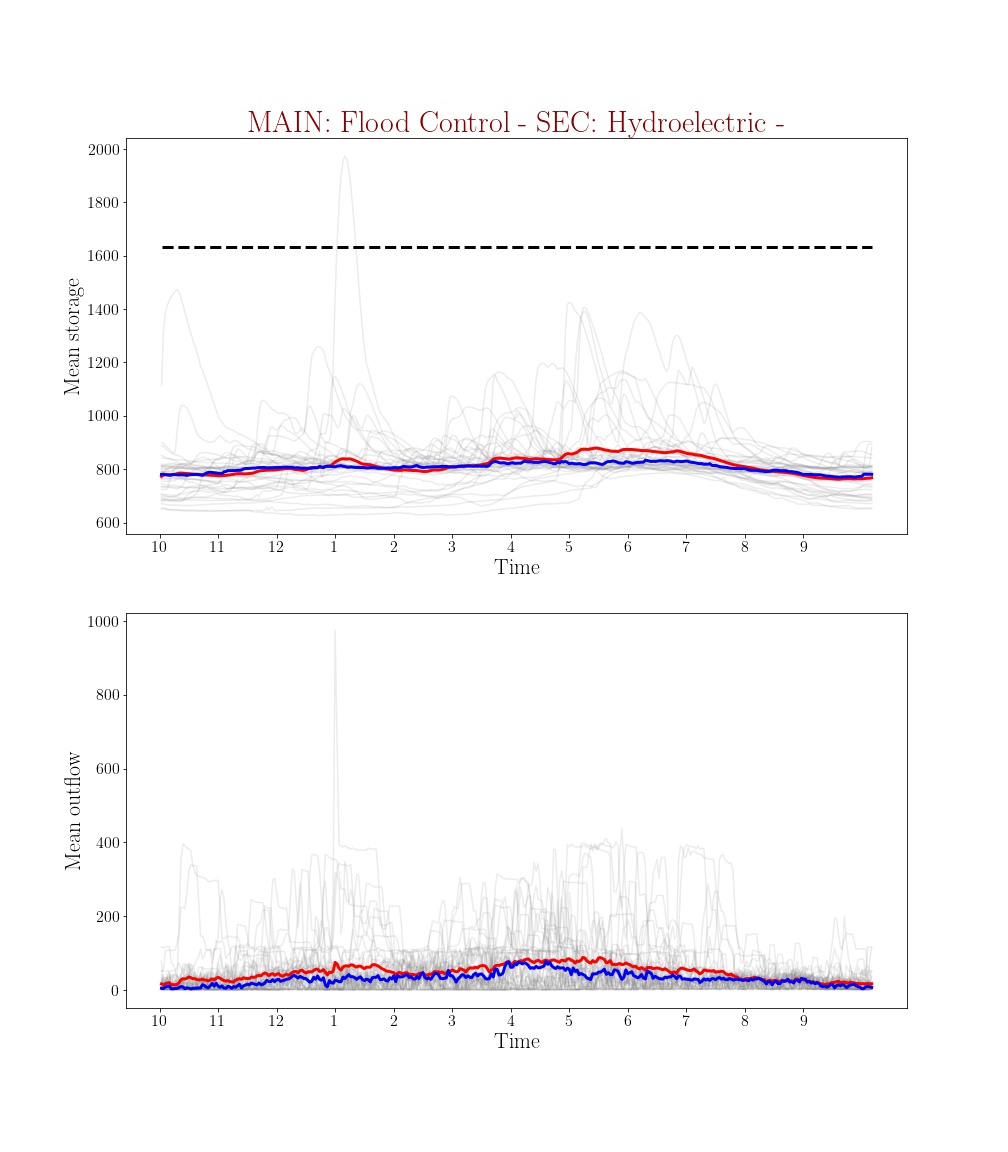 MAIN: Flood Control - SEC: Hydroelectric -
2000
1800
1600
1400
1200
1000
800
600
Mean storage
10 11 12 1 2 3 4 5 6 7 8 9
Time
1000
800
600
400
200
0
Mean outflow
10 11 12 1 2 3 4 5 6 7 8 9
Time